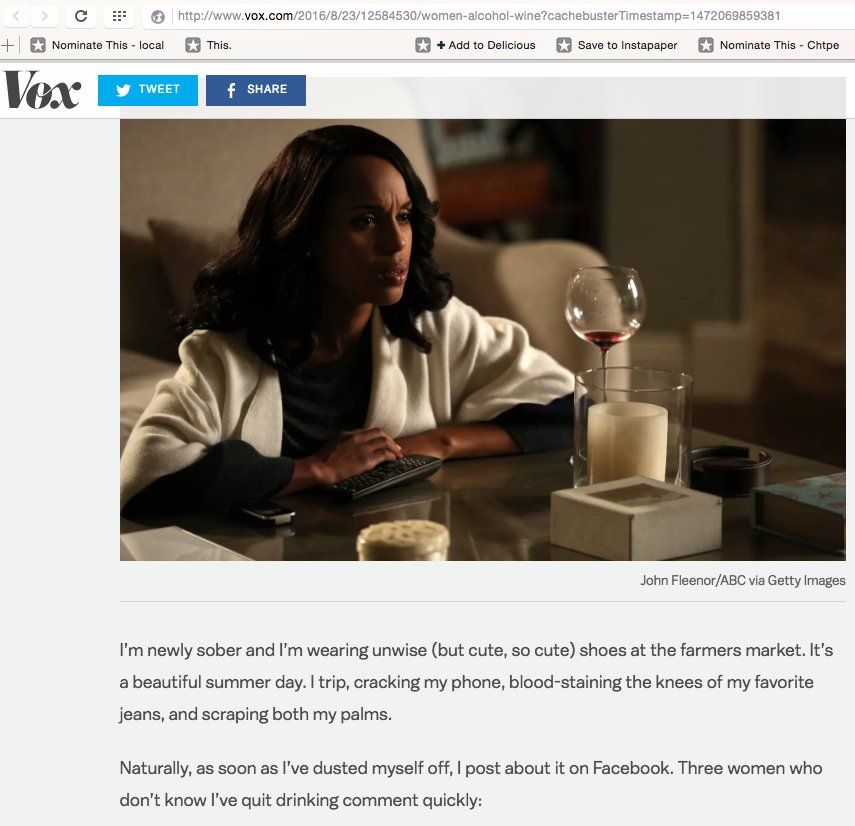 http://www.vox.com/2016/8/23/12584530/women-alcohol-wine?cachebusterTimestamp=1472069859381
Nominate This - local
This.
+ Add to Delicious
Save to Instapaper
Nominate This - Chtpe
Vox
TWEET
SHARE
John Fleenor/ABC via Getty Images
I'm newly sober and I'm wearing unwise (but cute, so cute) shoes at the farmers market. It's
a beautiful summer day. I trip, cracking my phone, blood-staining the knees of my favorite
jeans, and scraping both my palms.
Naturally, as soon as I've dusted myself off, I post about it on Facebook. Three women who
don't know I've quit drinking comment quickly: